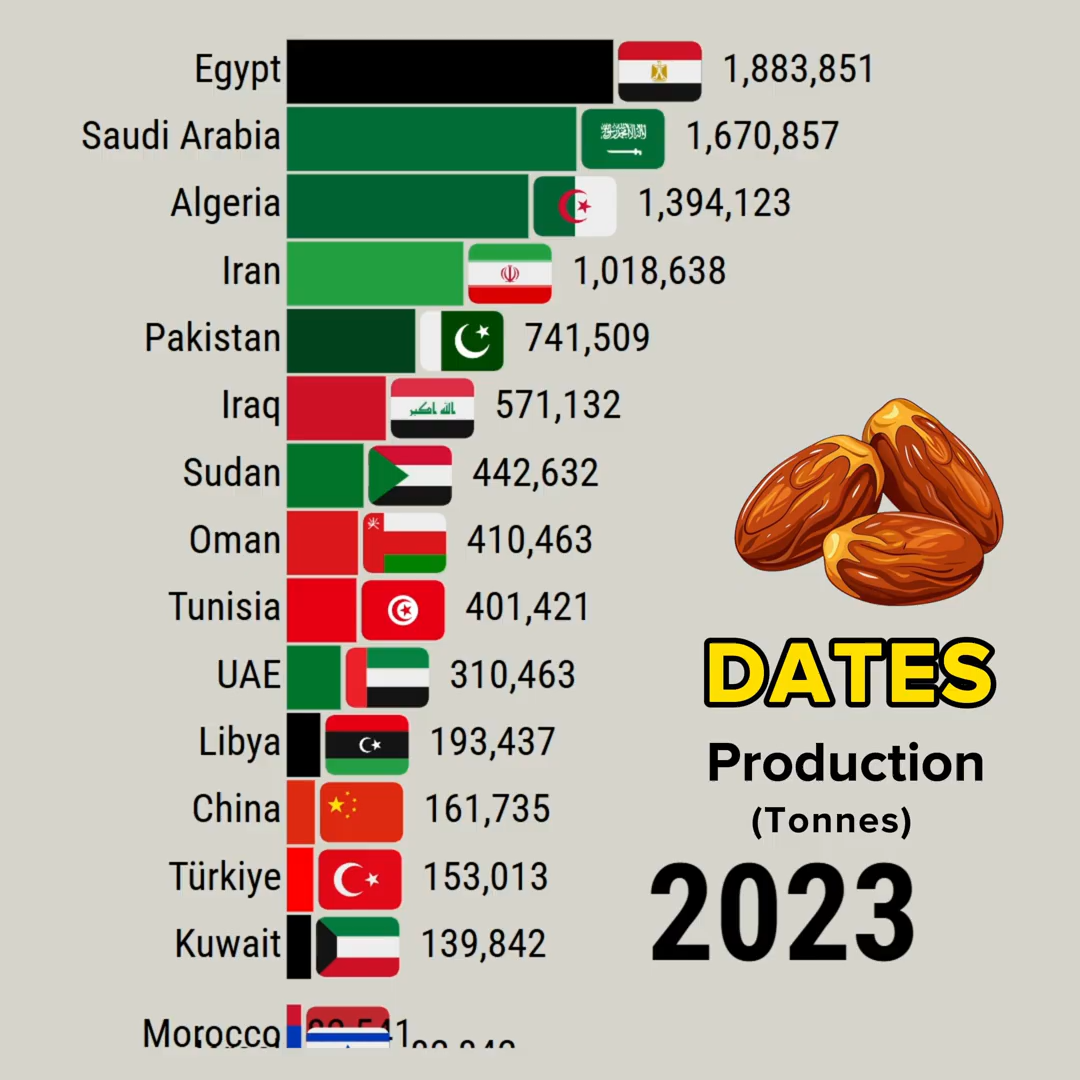 Egypt 1,883,851
Saudi Arabia 1,670,857
Algeria 1,394,123
Iran 1,018,638
Pakistan 741,509
Iraq الله اكبر 571,132
Sudan 442,632
Oman 410,463
Tunisia 401,421
UAE 310,463
Libya 193,437
China 161,735
Türkiye 153,013
Kuwait 139,842
Morocco
DATES
Production
(Tonnes)
2023